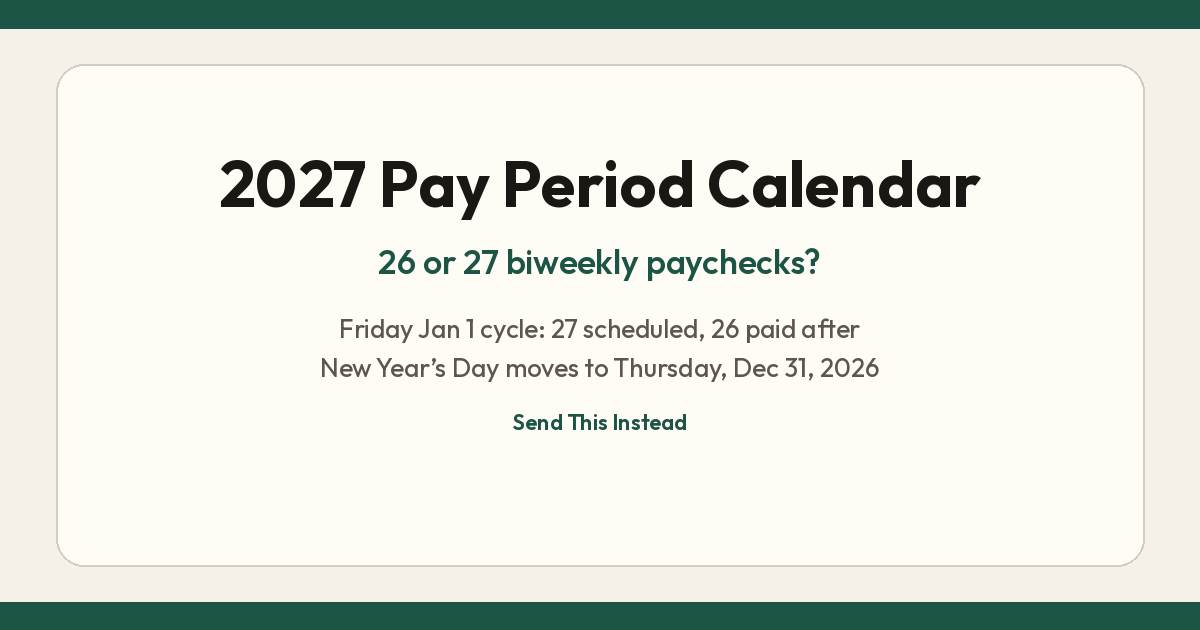 2027 Pay Period Calendar
26 or 27 biweekly paychecks?
Friday Jan 1 cycle: 27 scheduled, 26 paid after
New Year’s Day moves to Thursday, Dec 31, 2026
Send This Instead